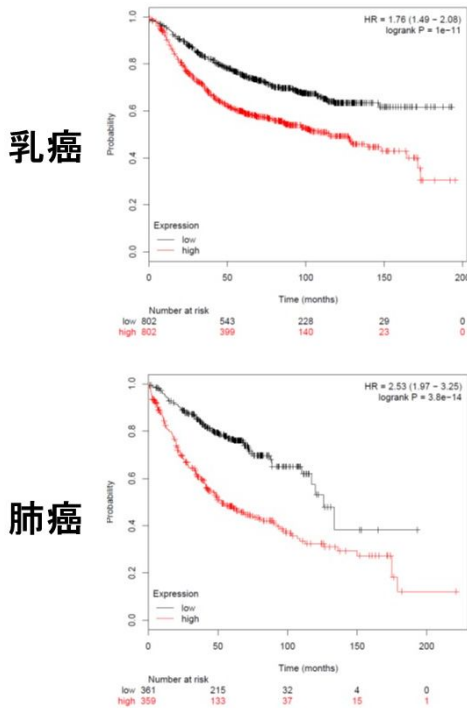 乳癌
HR = 1.76 (1.49 − 2.08)
logrank P = 1e−11
Probability
1.0
0.8
0.6
0.4
0.2
0.0
Expression
low
high
0 50 100 150 200
Time (months)
Number at risk
low 802 543 228 29 0
high 802 399 140 23 0
肺癌
HR = 2.53 (1.97 − 3.25)
logrank P = 3.8e−14
Probability
1.0
0.8
0.6
0.4
0.2
0.0
Expression
low
high
0 50 100 150 200
Time (months)
Number at risk
low 361 215 32 4 0
high 359 133 37 15 1